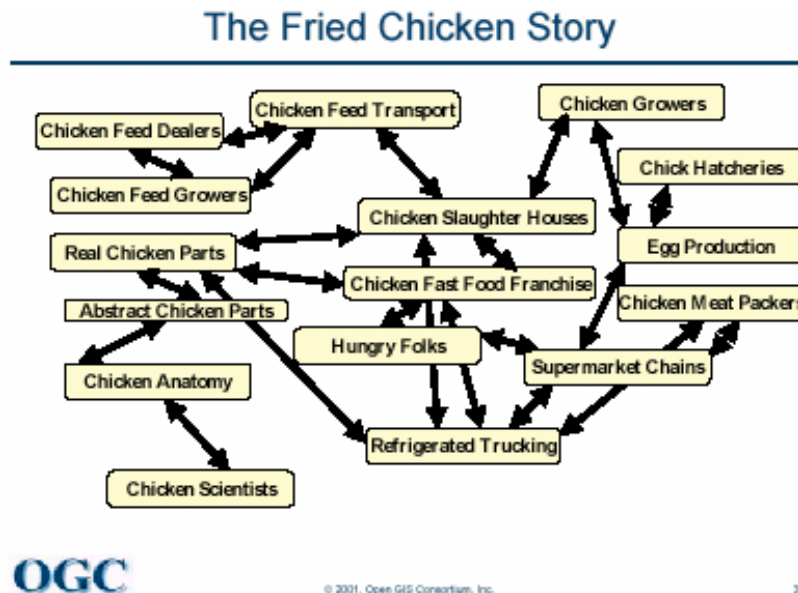 The Fried Chicken Story
Chicken Feed Transport
Chicken Growers
Chicken Feed Dealers
Chick Hatcheries
Chicken Feed Growers
Chicken Slaughter Houses
Real Chicken Parts
Egg Production
Chicken Fast Food Franchise
Abstract Chicken Parts
Chicken Meat Packers
Hungry Folks
Supermarket Chains
Chicken Anatomy
Refrigerated Trucking
Chicken Scientists
OGC
© 2001, Open GIS Consortium, Inc.
3